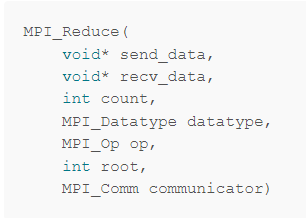 MPI_Reduce(
    void* send_data,
    void* recv_data,
    int count,
    MPI_Datatype datatype,
    MPI_Op op,
    int root,
    MPI_Comm communicator)